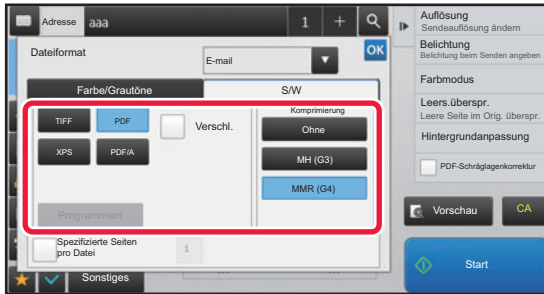 Adresse aaa 1 +
Dateiformat
E-mail
OK
Farbe/Grautöne
S/W
TIFF
PDF
Verschl.
XPS
PDF/A
Programmiert
Komprimierung
Ohne
MH (G3)
MMR (G4)
Spezifizierte Seiten
pro Datei
1
Sonstiges
Auflösung
Sendeauflösung ändern
Belichtung
Belichtung beim Senden angeben
Farbmodus
Leers.überspr.
Leere Seite im Orig. überspr.
Hintergrundanpassung
PDF-Schräglagenkorrektur
Vorschau
CA
Start